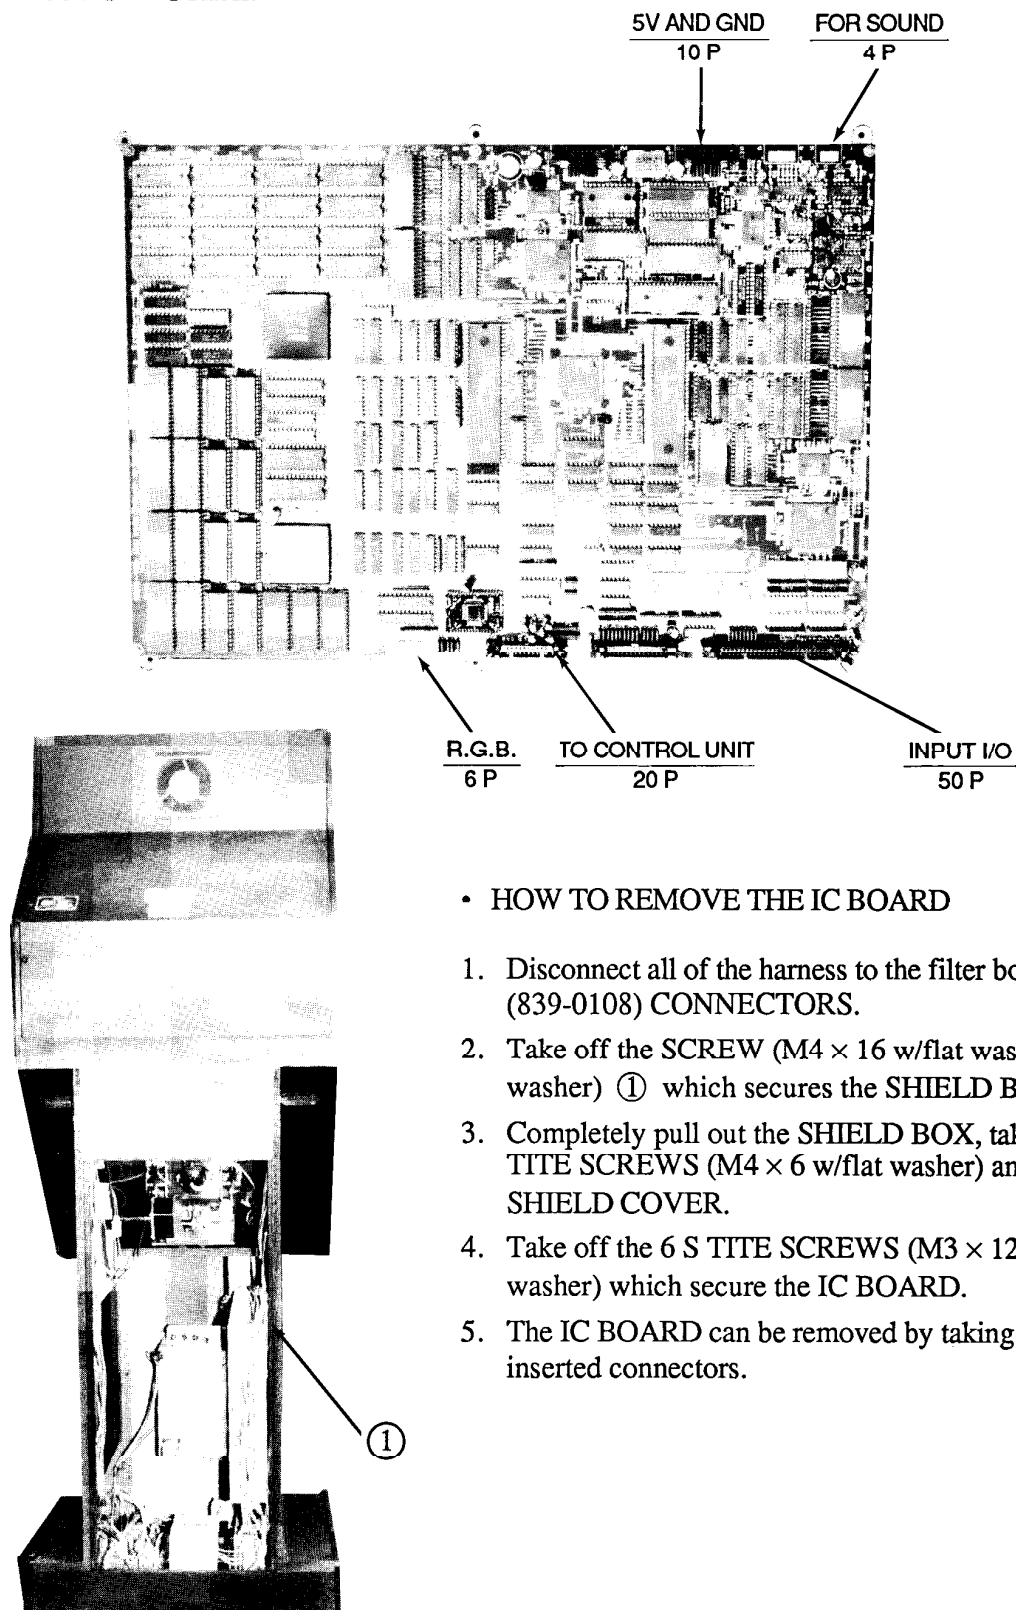 5V AND GND
10 P
FOR SOUND
4 P
R.G.B.
6 P
TO CONTROL UNIT
20 P
INPUT I/O
50 P
• HOW TO REMOVE THE IC BOARD
1. Disconnect all of the harness to the filter bo
(839-0108) CONNECTORS.
2. Take off the SCREW (M4 × 16 w/flat was
washer) ① which secures the SHIELD B
3. Completely pull out the SHIELD BOX, tak
TITE SCREWS (M4 × 6 w/flat washer) an
SHIELD COVER.
4. Take off the 6 S TITE SCREWS (M3 × 12
washer) which secure the IC BOARD.
5. The IC BOARD can be removed by taking
inserted connectors.
①